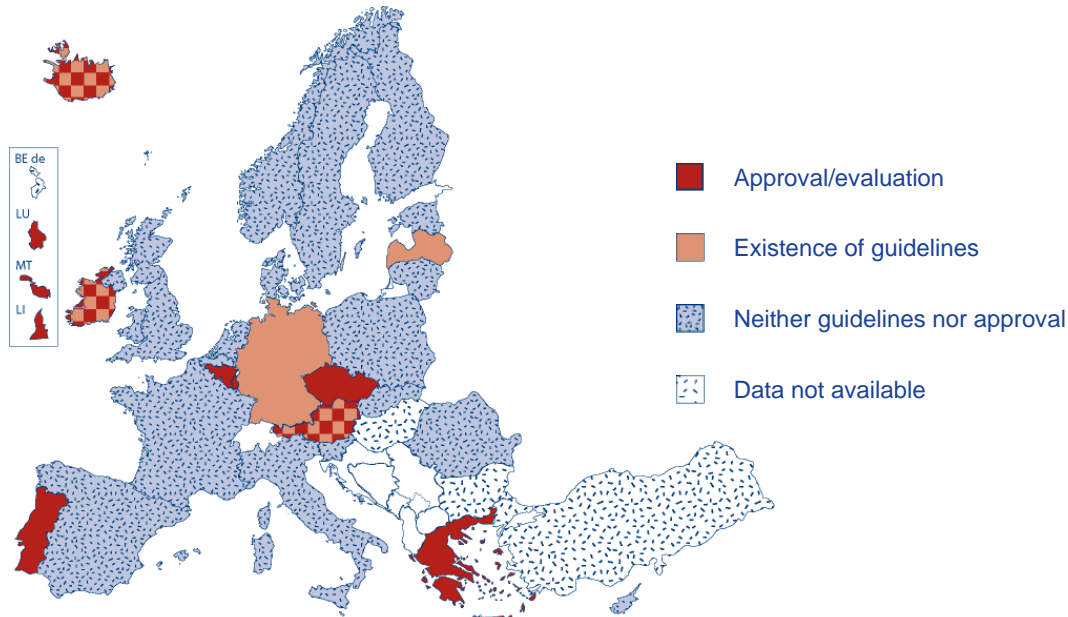 BE de
LU
MT
LI
Approval/evaluation
Existence of guidelines
Neither guidelines nor approval
Data not available